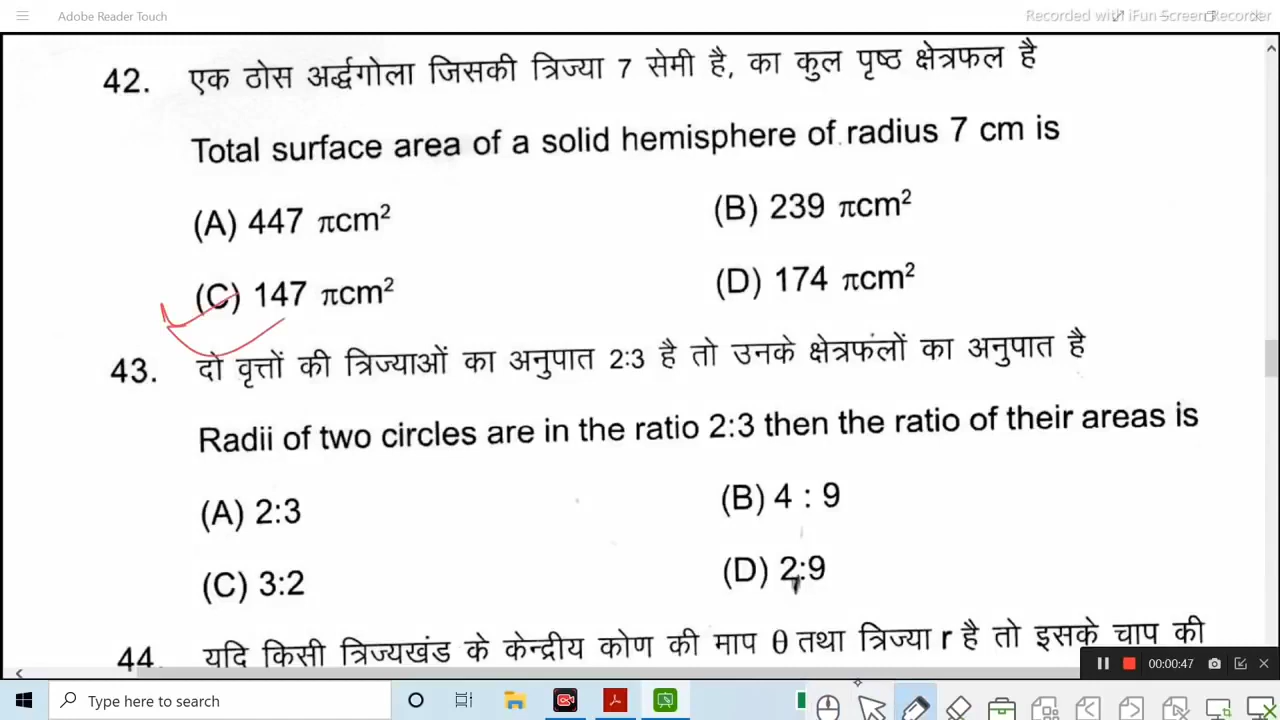 Adobe Reader Touch
Recorded with iFun Screen Recorder
42. एक ठोस अर्द्धगोला जिसकी त्रिज्या 7 सेमी है, का कुल पृष्ठ क्षेत्रफल है
Total surface area of a solid hemisphere of radius 7 cm is
(A) 447 πcm² (B) 239 πcm²
(C) 147 πcm² (D) 174 πcm²
43. दो वृत्तों की त्रिज्याओं का अनुपात 2:3 है तो उनके क्षेत्रफलों का अनुपात है
Radii of two circles are in the ratio 2:3 then the ratio of their areas is
(A) 2:3 (B) 4 : 9
(C) 3:2 (D) 2:9
44. यदि किसी त्रिज्यखंड के केन्द्रीय कोण की माप θ तथा त्रिज्या r है तो इसके चाप की
00:00:47
Type here to search